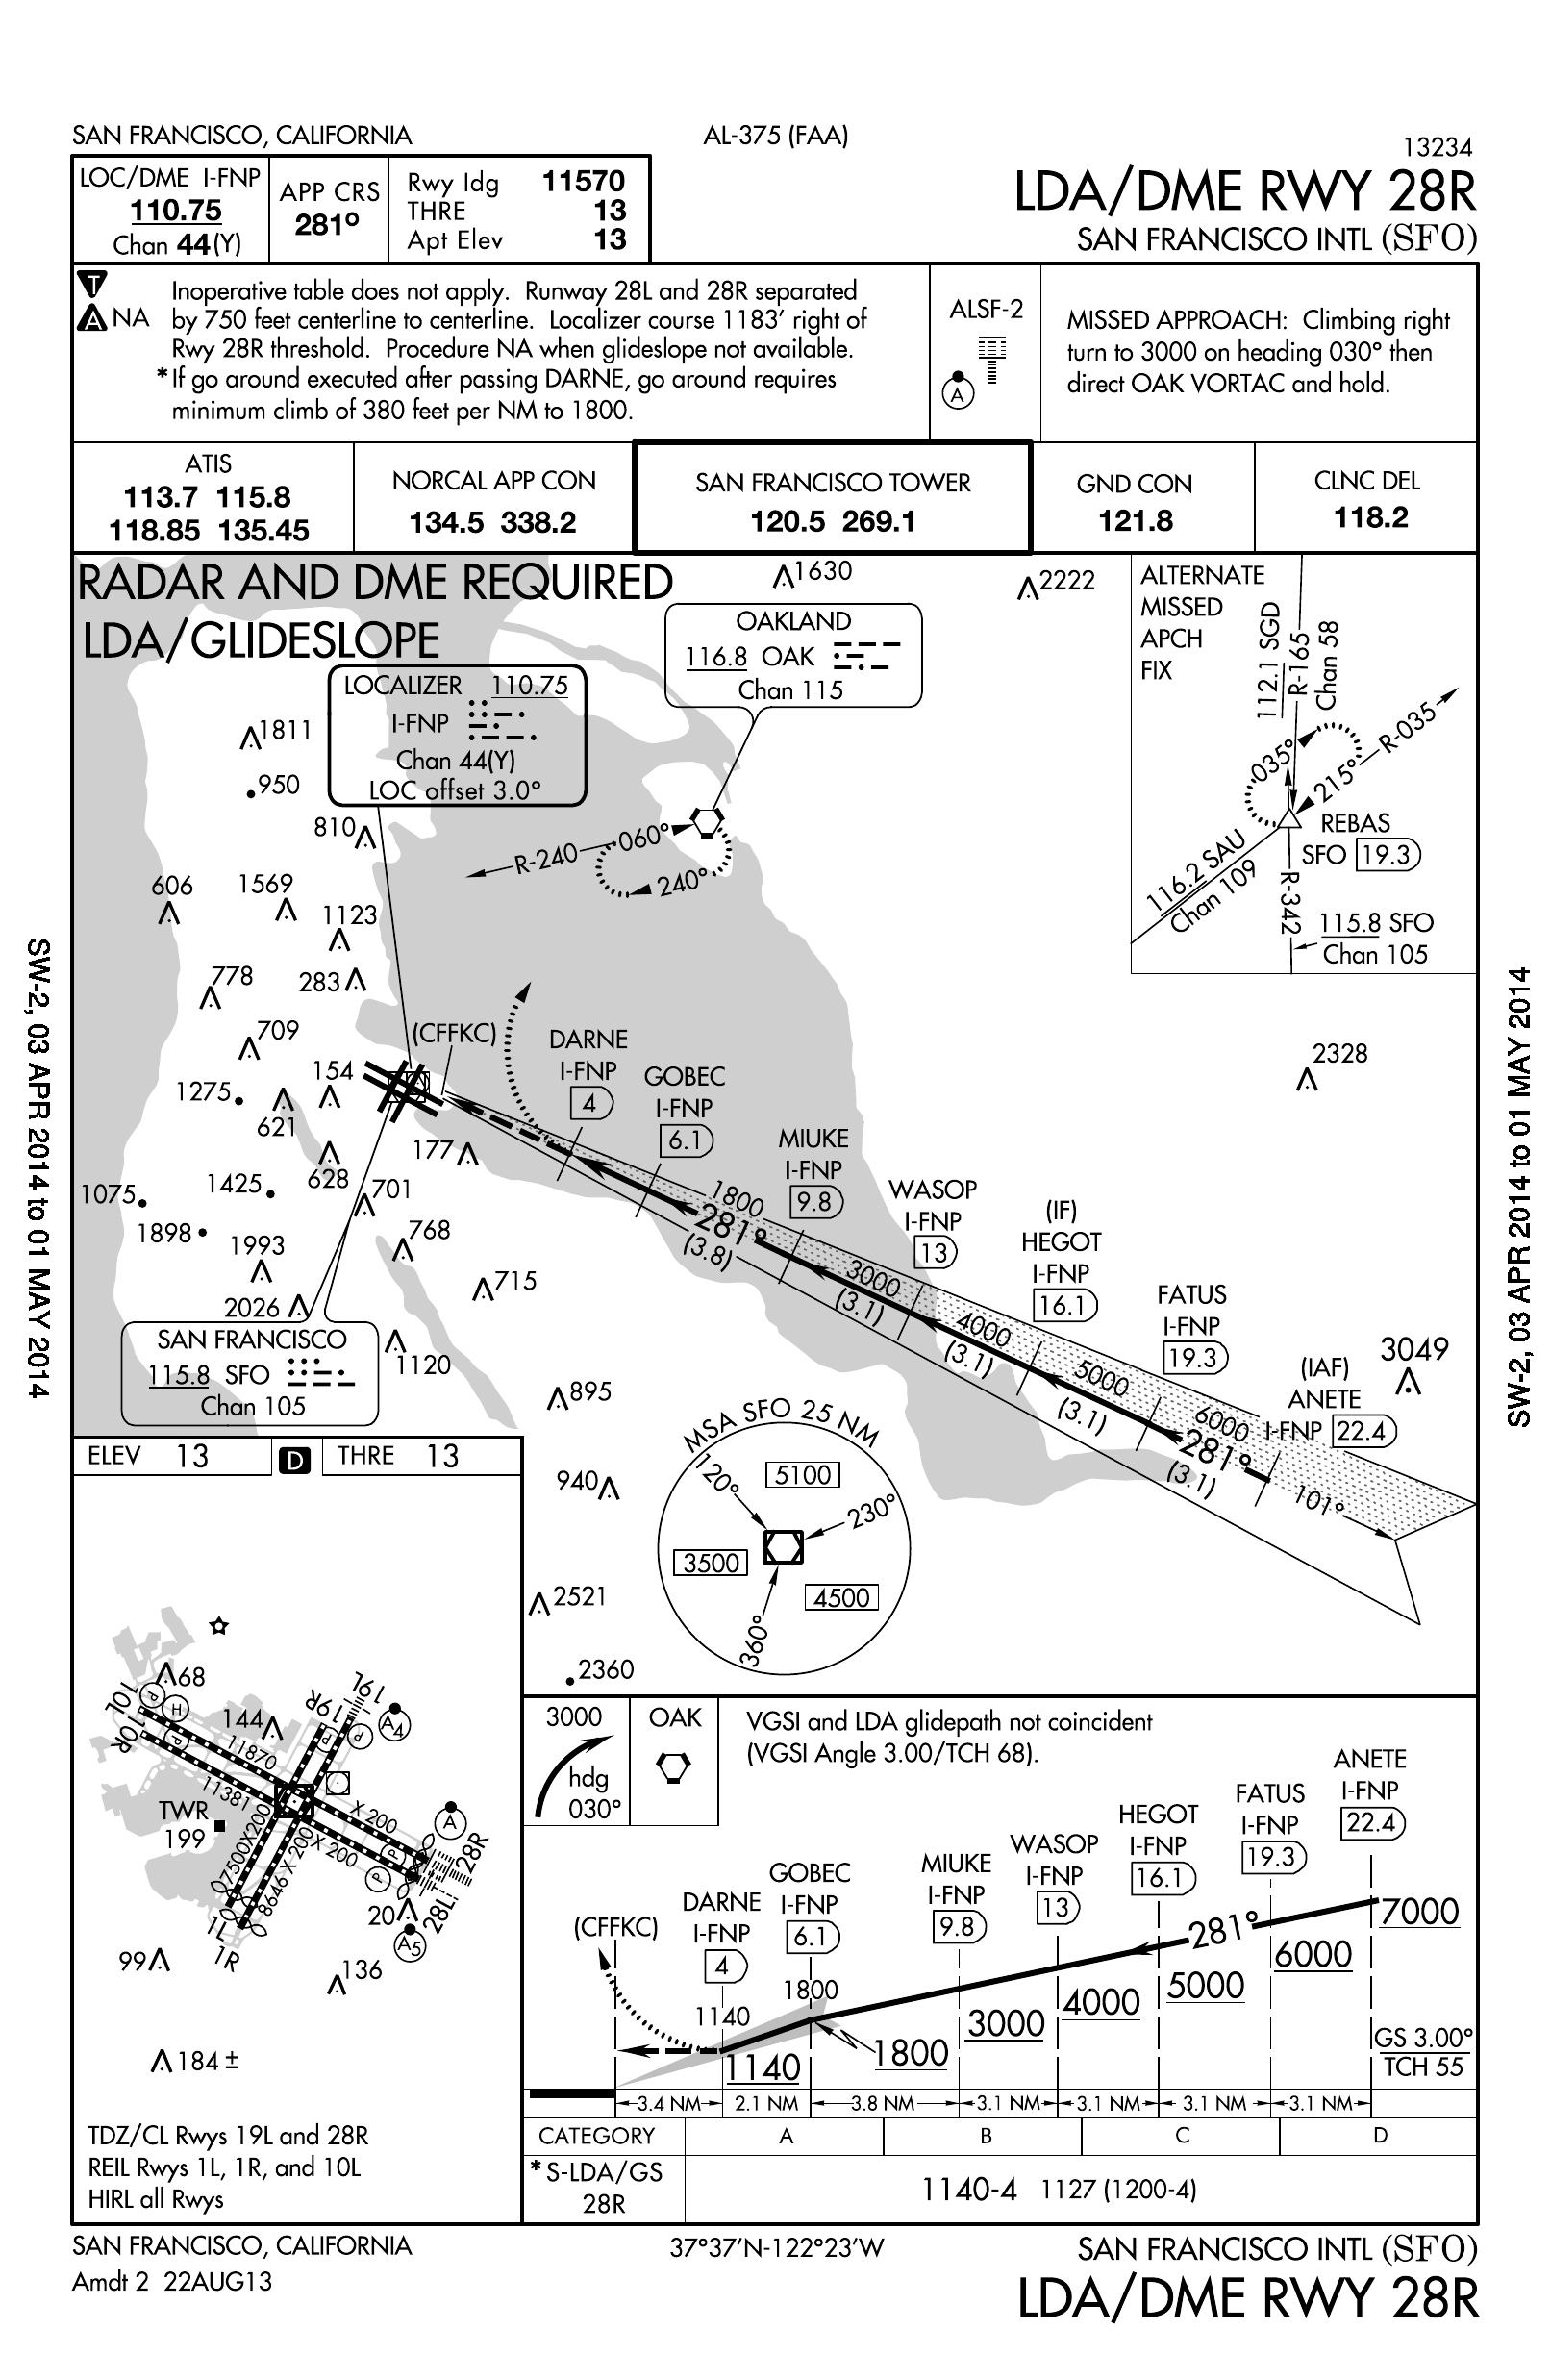 SAN FRANCISCO, CALIFORNIA
AL-375 (FAA)
13234
LDA/DME RWY 28R
SAN FRANCISCO INTL (SFO)
LOC/DME I-FNP
110.75
Chan 44(Y)
APP CRS
281°
Rwy ldg 11570
THRE 13
Apt Elev 13
T
A NA
Inoperative table does not apply. Runway 28L and 28R separated
by 750 feet centerline to centerline. Localizer course 1183' right of
Rwy 28R threshold. Procedure NA when glideslope not available.
*If go around executed after passing DARNE, go around requires
minimum climb of 380 feet per NM to 1800.
ALSF-2
A
MISSED APPROACH: Climbing right
turn to 3000 on heading 030° then
direct OAK VORTAC and hold.
ATIS
113.7 115.8
118.85 135.45
NORCAL APP CON
134.5 338.2
SAN FRANCISCO TOWER
120.5 269.1
GND CON
121.8
CLNC DEL
118.2
RADAR AND DME REQUIRED
LDA/GLIDESLOPE
1630
2222
OAKLAND
116.8 OAK
Chan 115
LOCALIZER 110.75
I-FNP
Chan 44(Y)
LOC offset 3.0°
ALTERNATE
MISSED
APCH
FIX
112.1 SGD
R-165
Chan 58
R-035
035°
215°
REBAS
SFO 19.3
116.2 SAU
Chan 109
R-342
115.8 SFO
Chan 105
1811
950
810
R-240
060°
240°
606
1569
1123
778
283
709
(CFFKC)
154
1275
621
177
628
1425
1075
701
1898
768
1993
715
2026
2328
DARNE
I-FNP
4
GOBEC
I-FNP
6.1
MIUKE
I-FNP
9.8
WASOP
I-FNP
13
(IF)
HEGOT
I-FNP
16.1
FATUS
I-FNP
19.3
(IAF)
ANETE
I-FNP 22.4
3049
1800
281°
(3.8)
3000
(3.1)
4000
(3.1)
5000
(3.1)
6000
281°
(3.1)
101°
SAN FRANCISCO
115.8 SFO
Chan 105
1120
895
940
2521
2360
MSA SFO 25 NM
120°
5100
230°
3500
4500
360°
SW-2, 03 APR 2014 to 01 MAY 2014
SW-2, 03 APR 2014 to 01 MAY 2014
ELEV 13
D
THRE 13
68
10L
10R
P
H
P
144
19R
19L
P
P
A4
11870
11381
X 200
X 200
TWR
199
7500X200
8646 X 200
A
P
P
28R
28L
20
A5
1L
1R
99
136
184 ±
TDZ/CL Rwys 19L and 28R
REIL Rwys 1L, 1R, and 10L
HIRL all Rwys
3000
hdg
030°
OAK
VGSI and LDA glidepath not coincident
(VGSI Angle 3.00/TCH 68).
(CFFKC)
DARNE
I-FNP
4
GOBEC
I-FNP
6.1
MIUKE
I-FNP
9.8
WASOP
I-FNP
13
HEGOT
I-FNP
16.1
FATUS
I-FNP
19.3
ANETE
I-FNP
22.4
281°
7000
6000
5000
4000
3000
1800
1800
1140
1140
GS 3.00°
TCH 55
3.4 NM
2.1 NM
3.8 NM
3.1 NM
3.1 NM
3.1 NM
3.1 NM
CATEGORY A B C D
*S-LDA/GS
28R
1140-4 1127 (1200-4)
SAN FRANCISCO, CALIFORNIA
Amdt 2 22AUG13
37°37'N-122°23'W
SAN FRANCISCO INTL (SFO)
LDA/DME RWY 28R